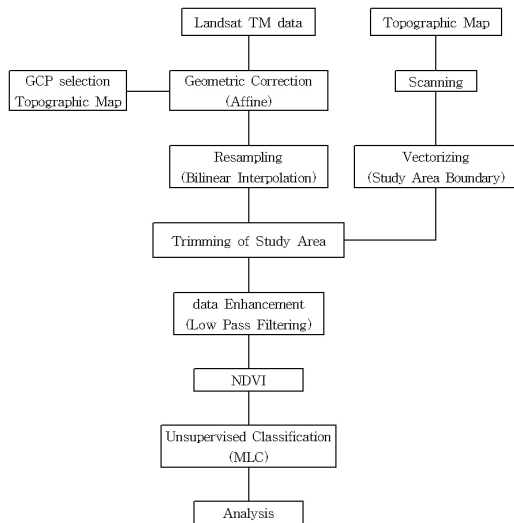 Landsat TM data
Topographic Map
GCP selection
Topographic Map
Geometric Correction
(Affine)
Scanning
Resampling
(Bilinear Interpolation)
Vectorizing
(Study Area Boundary)
Trimming of Study Area
data Enhancement
(Low Pass Filtering)
NDVI
Unsupervised Classification
(MLC)
Analysis